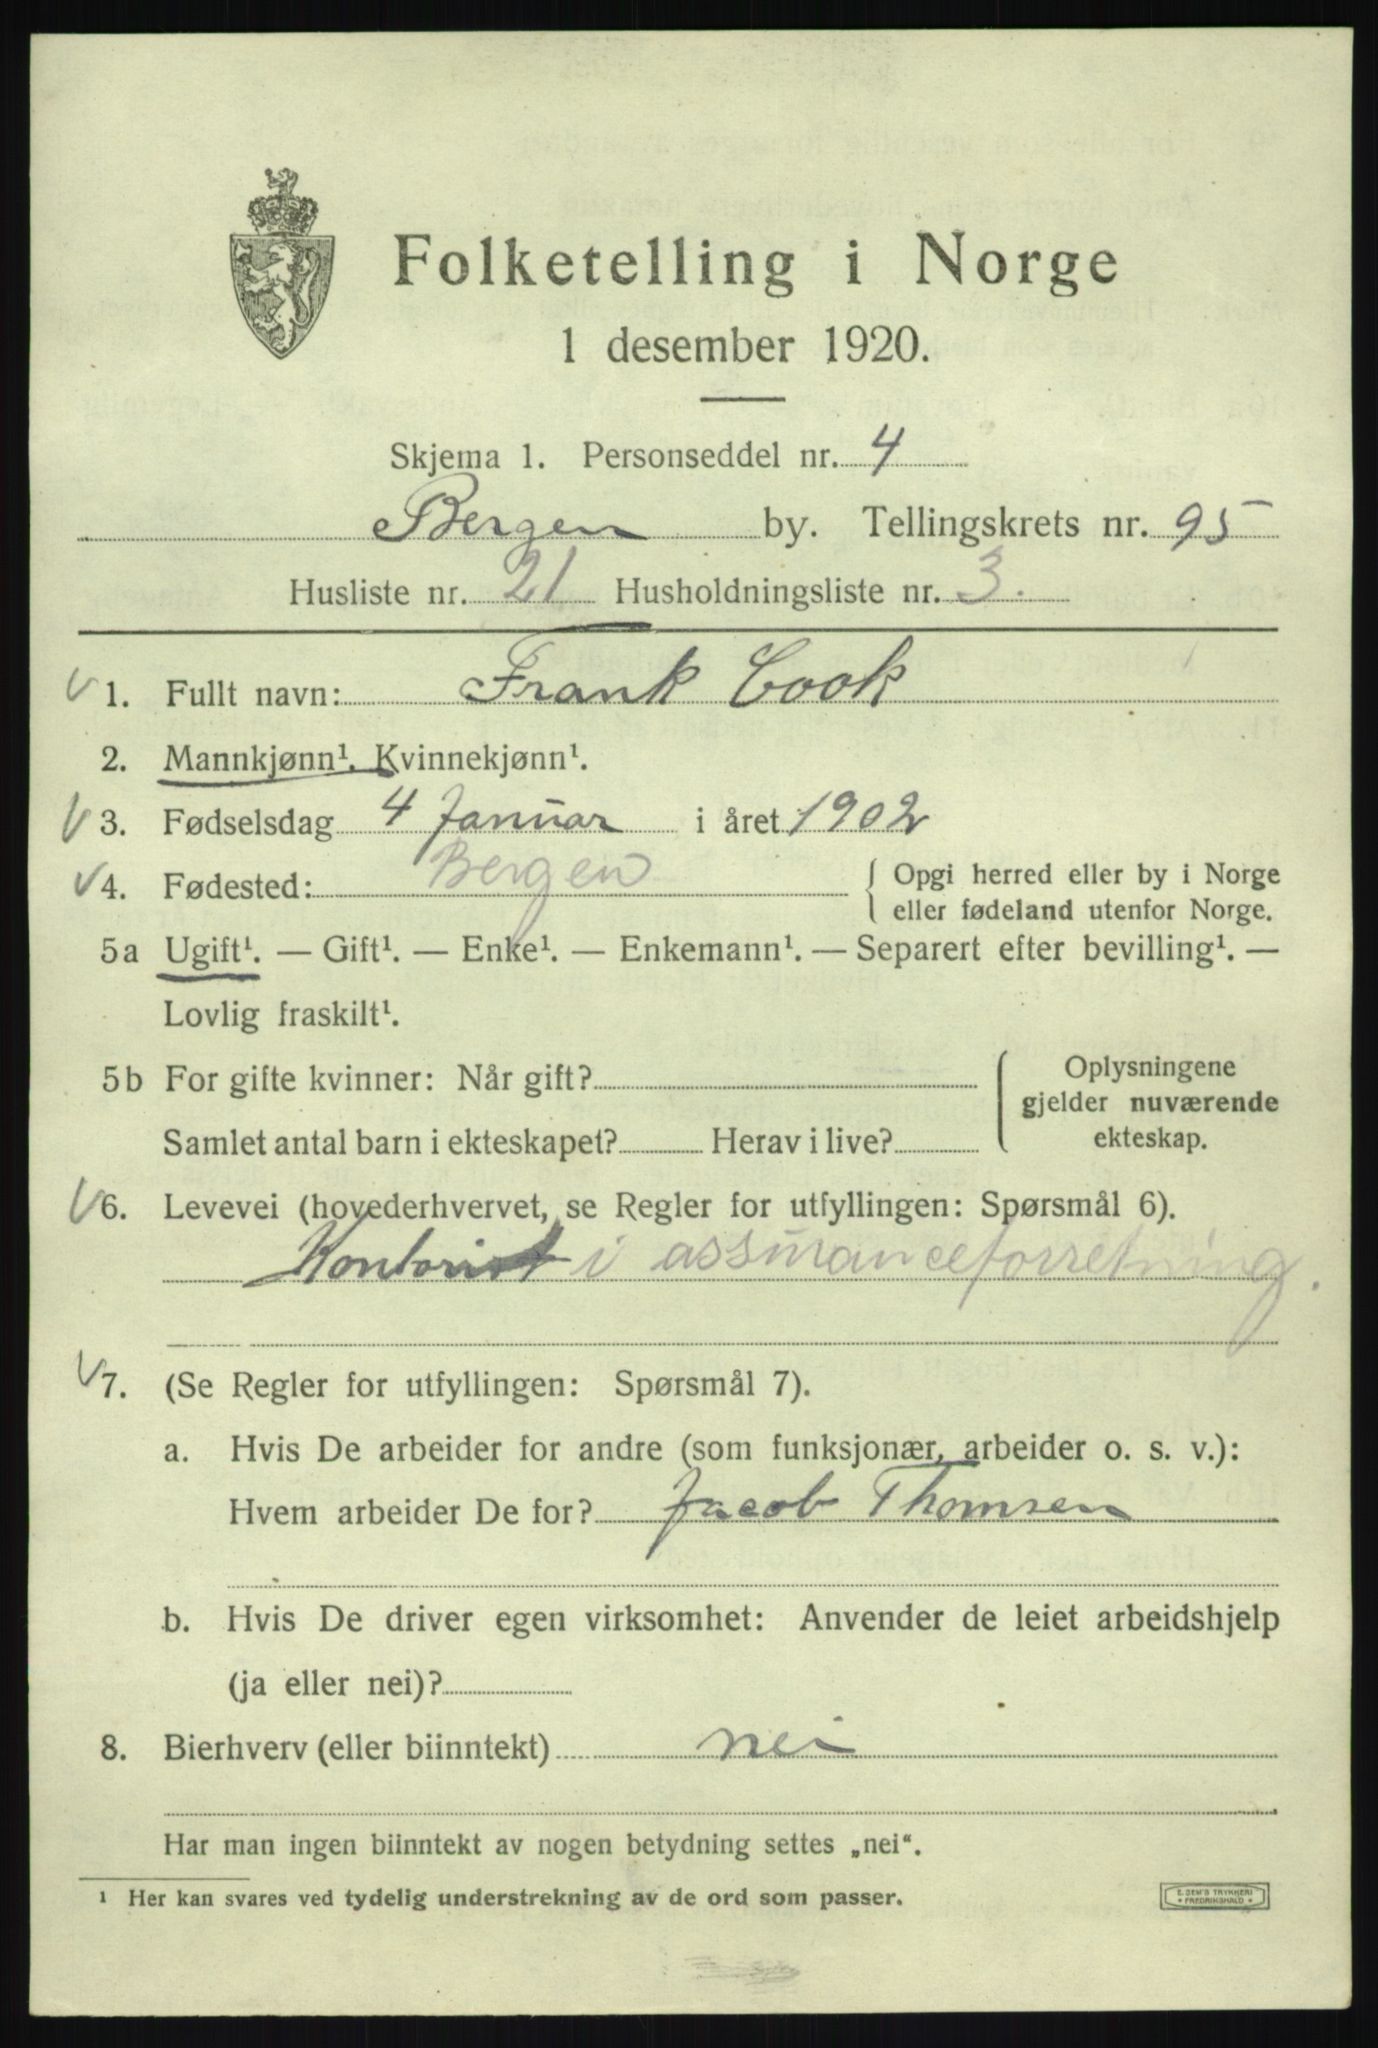 Folketelling i Norge
1 desember 1920.
Skjema 1. Personseddel nr. 4
Bergen by. Tellingskrets nr. 95
Husliste nr. 21 Husholdningsliste nr. 3.
1. Fullt navn: Frank Cook
2. Mannkjønn¹. Kvinnekjønn¹.
3. Fødselsdag 4 Januar i året 1902
4. Fødested: Bergen { Opgi herred eller by i Norge
eller fødeland utenfor Norge.
5a Ugift¹. — Gift¹. — Enke¹. — Enkemann¹. — Separert efter bevilling¹. —
Lovlig fraskilt¹.
5b For gifte kvinner: Når gift? { Oplysningene
gjelder nuværende
Samlet antal barn i ekteskapet? Herav i live? ekteskap.
6. Levevei (hovederhvervet, se Regler for utfyllingen: Spørsmål 6).
Kontorist i assuranceforretning.
7. (Se Regler for utfyllingen: Spørsmål 7).
a. Hvis De arbeider for andre (som funksjonær, arbeider o. s. v.):
Hvem arbeider De for? Jacob Thomsen
b. Hvis De driver egen virksomhet: Anvender de leiet arbeidshjelp
(ja eller nei)?
8. Bierhverv (eller biinntekt) nei
Har man ingen biinntekt av nogen betydning settes „nei“.
¹ Her kan svares ved tydelig understrekning av de ord som passer.
E. SEM'S TRYKKERI
* FREDRIKSHALD *